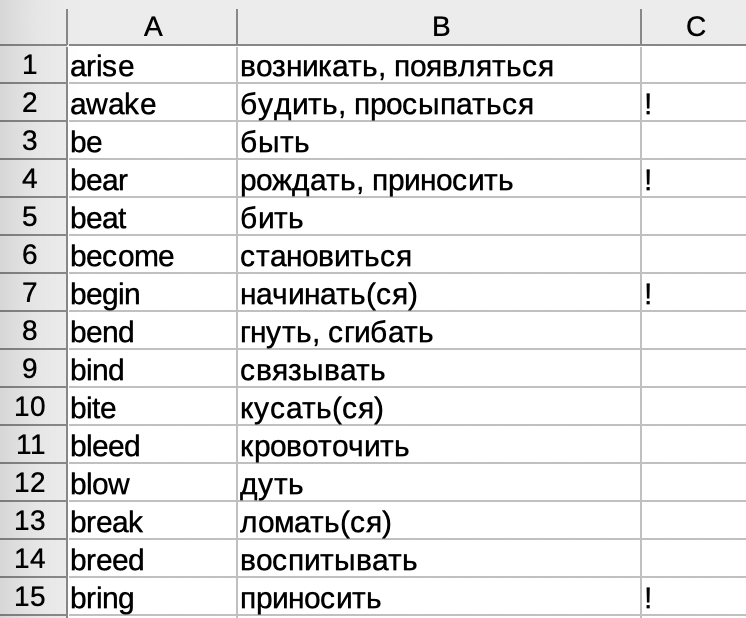 A B C
1 arise возникать, появляться
2 awake будить, просыпаться !
3 be быть
4 bear рождать, приносить !
5 beat бить
6 become становиться
7 begin начинать(ся) !
8 bend гнуть, сгибать
9 bind связывать
10 bite кусать(ся)
11 bleed кровоточить
12 blow дуть
13 break ломать(ся)
14 breed воспитывать
15 bring приносить !